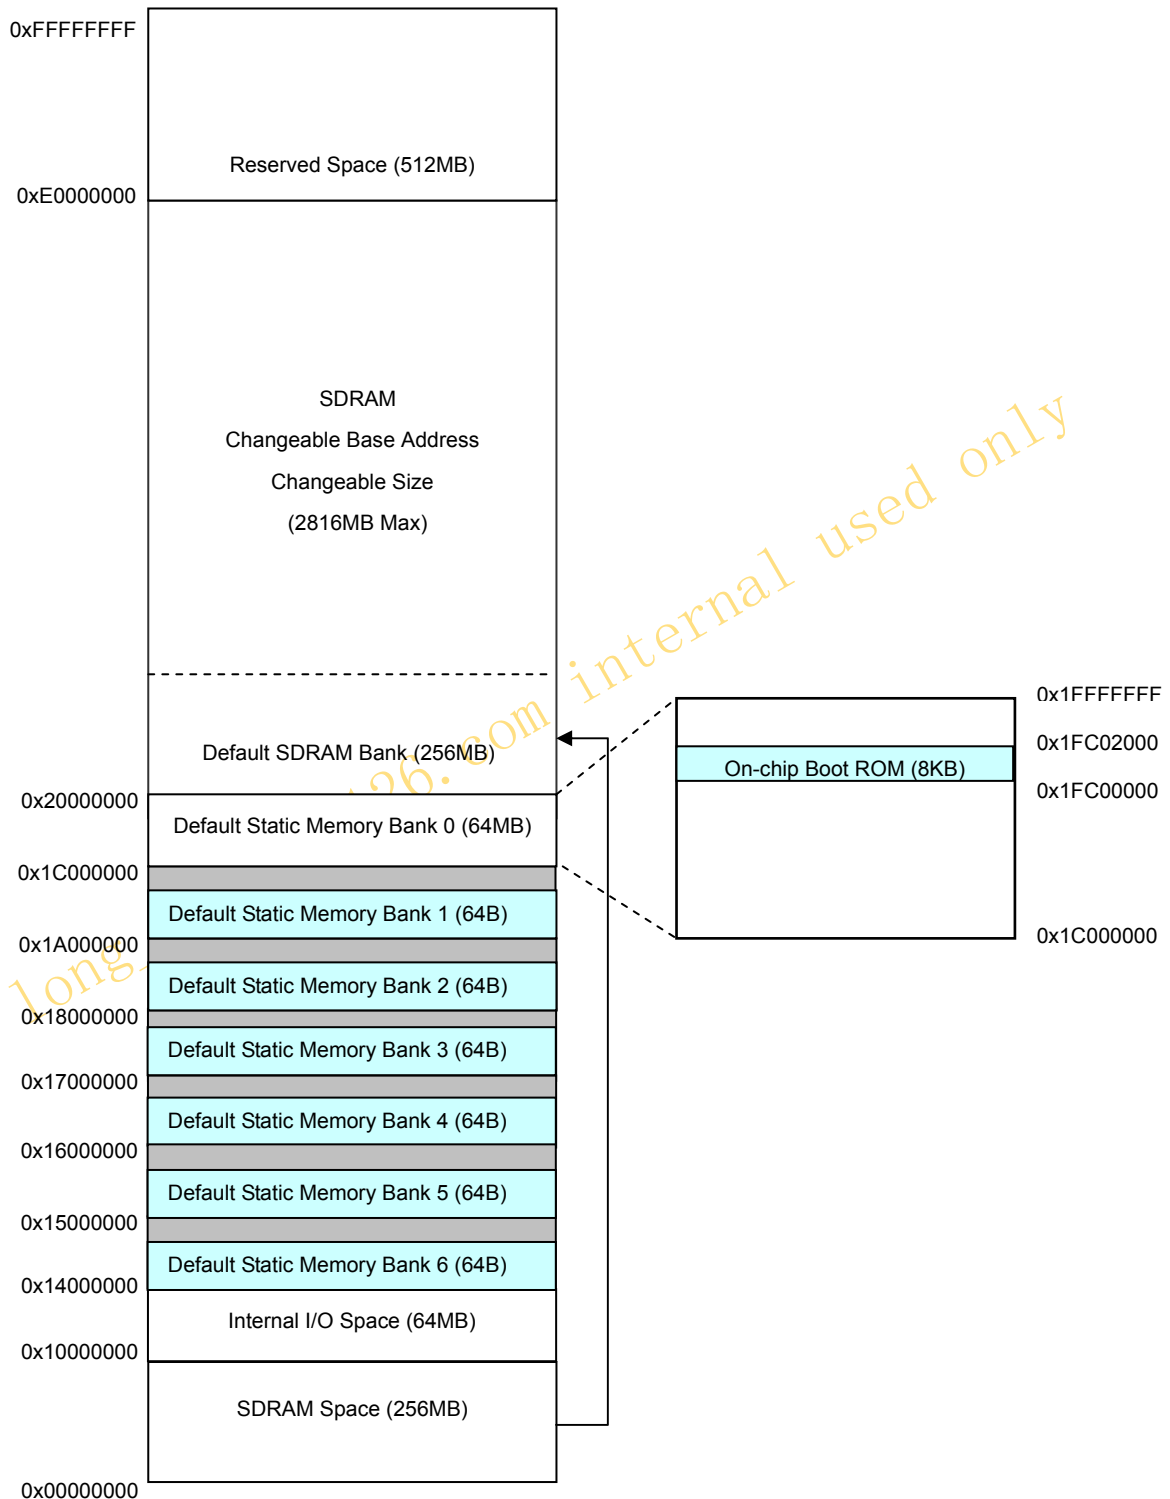 0xFFFFFFFF
Reserved Space (512MB)
0xE0000000
SDRAM
Changeable Base Address
Changeable Size
(2816MB Max)
Default SDRAM Bank (256MB)
0x20000000
Default Static Memory Bank 0 (64MB)
0x1C000000
Default Static Memory Bank 1 (64B)
0x1A000000
Default Static Memory Bank 2 (64B)
0x18000000
Default Static Memory Bank 3 (64B)
0x17000000
Default Static Memory Bank 4 (64B)
0x16000000
Default Static Memory Bank 5 (64B)
0x15000000
Default Static Memory Bank 6 (64B)
0x14000000
Internal I/O Space (64MB)
0x10000000
SDRAM Space (256MB)
0x00000000
0x1FFFFFFF
0x1FC02000
On-chip Boot ROM (8KB)
0x1FC00000
0x1C000000
long 126.com internal used only